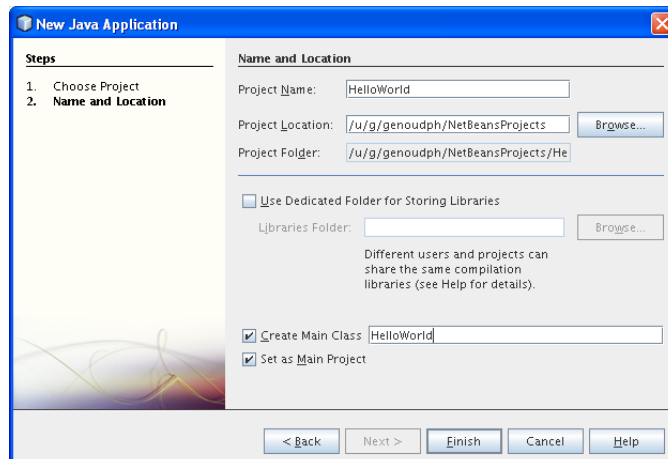 New Java Application
Steps
1. Choose Project
2. Name and Location
Name and Location
Project Name: HelloWorld
Project Location: /u/g/genoudph/NetBeansProjects Browse...
Project Folder: /u/g/genoudph/NetBeansProjects/He
Use Dedicated Folder for Storing Libraries
Libraries Folder: Browse...
Different users and projects can
share the same compilation
libraries (see Help for details).
Create Main Class HelloWorld
Set as Main Project
< Back Next > Finish Cancel Help